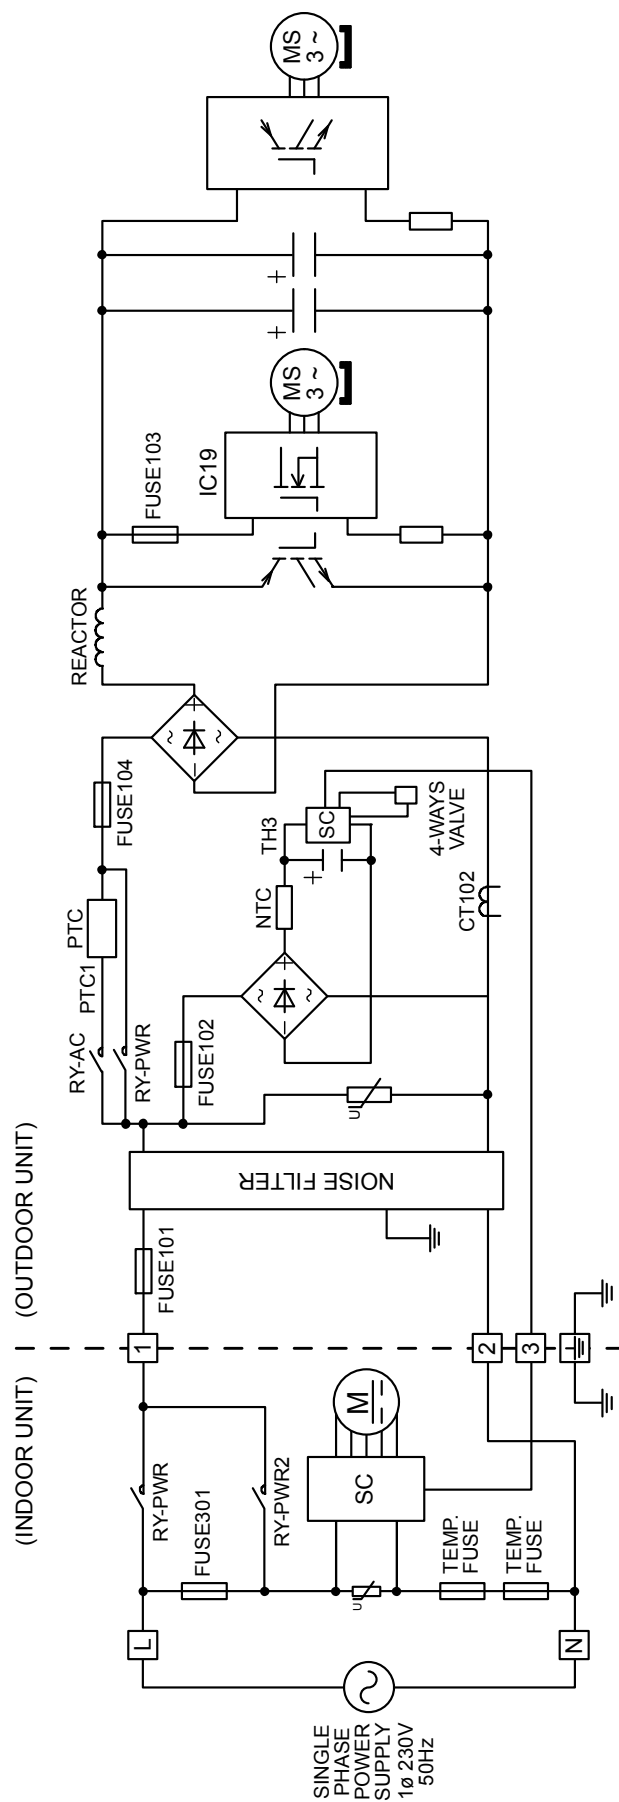 (INDOOR UNIT)
(OUTDOOR UNIT)
SINGLE
PHASE
POWER
SUPPLY
1ø 230V
50Hz
L
N
RY-PWR
FUSE301
RY-PWR2
U
SC
M
TEMP.
FUSE
TEMP.
FUSE
1
2
3
FUSE101
NOISE FILTER
RY-AC
RY-PWR
PTC1
PTC
FUSE102
U
FUSE104
~
~
+
−
NTC
+
TH3
SC
4-WAYS
VALVE
CT102
~
~
+
−
REACTOR
FUSE103
IC19
MS
3 ~
+
+
MS
3 ~